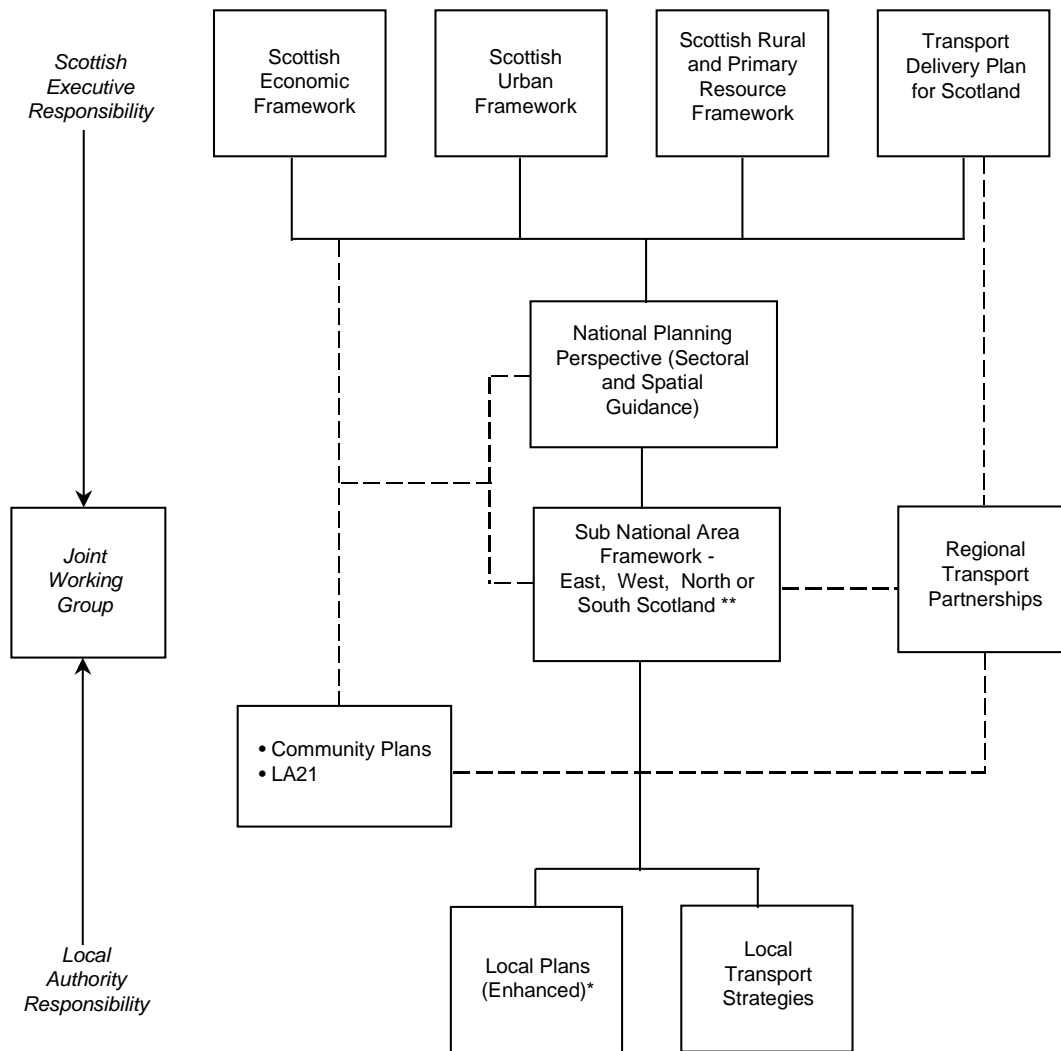 Scottish
Executive
Responsibility
Scottish
Economic
Framework
Scottish
Urban
Framework
Scottish Rural
and Primary
Resource
Framework
Transport
Delivery Plan
for Scotland
National Planning
Perspective (Sectoral
and Spatial
Guidance)
Joint
Working
Group
Sub National Area
Framework -
East, West, North or
South Scotland **
Regional
Transport
Partnerships
• Community Plans
• LA21
Local
Authority
Responsibility
Local Plans
(Enhanced)*
Local
Transport
Strategies